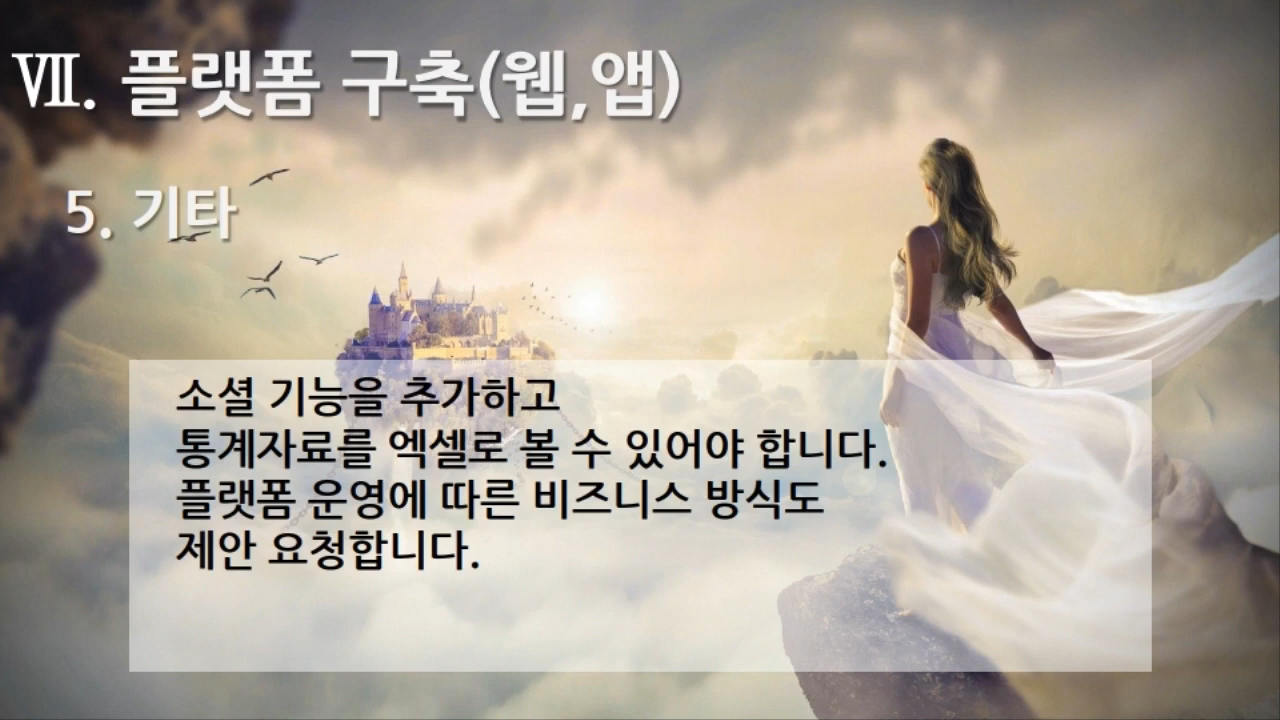 Ⅶ. 플랫폼 구축(웹,앱)
5. 기타
소셜 기능을 추가하고
통계자료를 엑셀로 볼 수 있어야 합니다.
플랫폼 운영에 따른 비즈니스 방식도
제안 요청합니다.